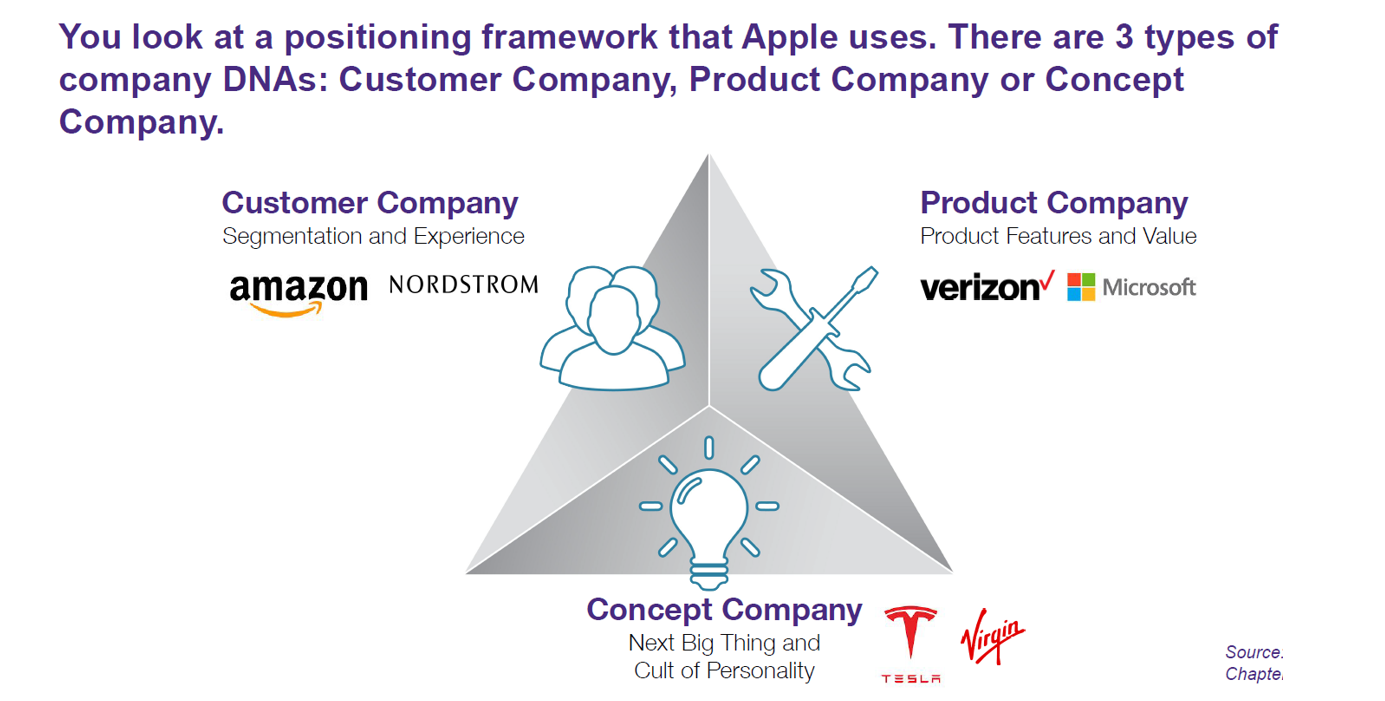 You look at a positioning framework that Apple uses. There are 3 types of
company DNAs: Customer Company, Product Company or Concept
Company.
Customer Company
Segmentation and Experience
amazon NORDSTROM
Product Company
Product Features and Value
verizon Microsoft
Concept Company
Next Big Thing and
Cult of Personality
TESLA
Virgin
Source.